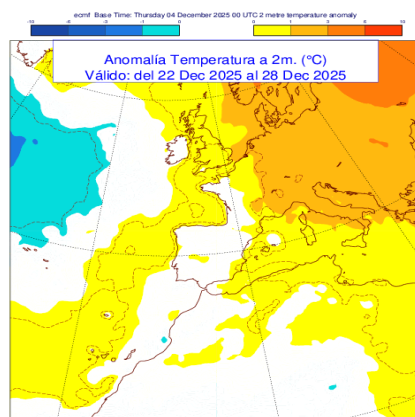 ecmf Base Time: Thursday 04 December 2025 00 UTC 2 metre temperature anomaly
Anomalía Temperatura a 2m. (°C)
Válido: del 22 Dec 2025 al 28 Dec 2025